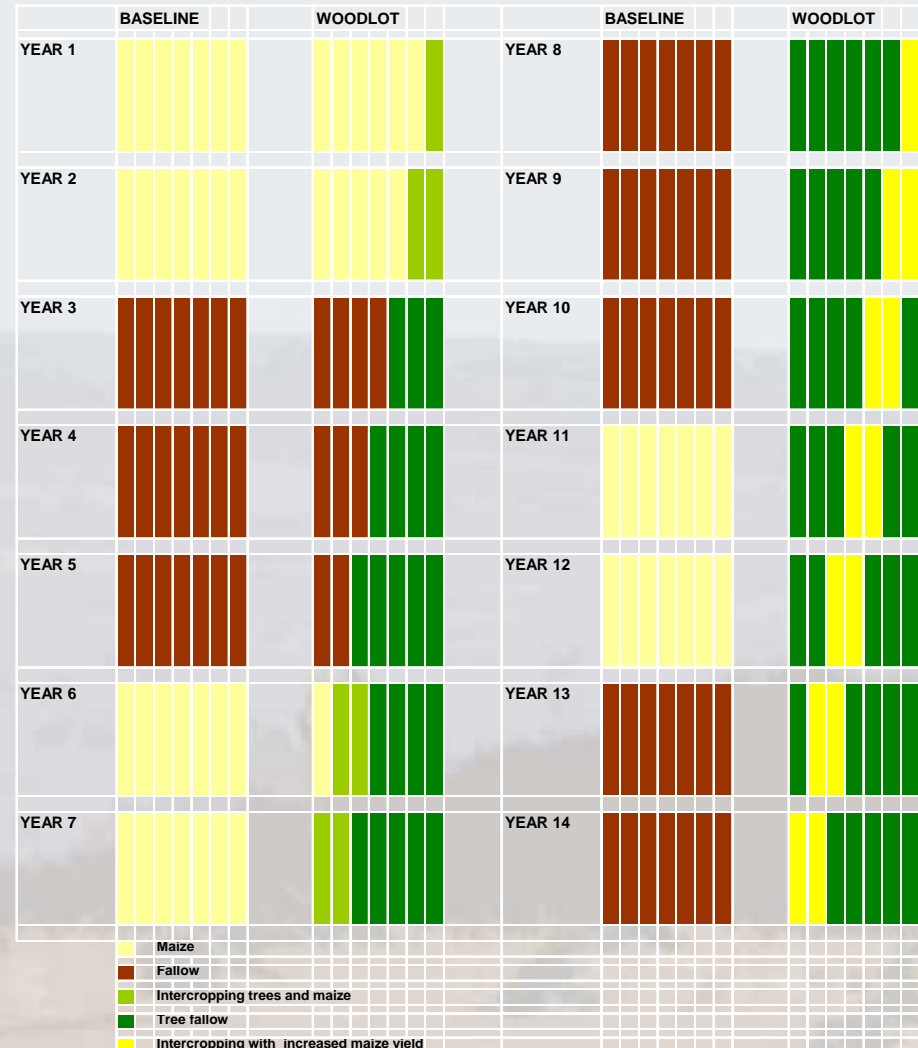 BASELINE WOODLOT BASELINE WOODLOT
YEAR 1 YEAR 8
YEAR 2 YEAR 9
YEAR 3 YEAR 10
YEAR 4 YEAR 11
YEAR 5 YEAR 12
YEAR 6 YEAR 13
YEAR 7 YEAR 14
Maize
Fallow
Intercropping trees and maize
Tree fallow
Intercropping with increased maize yield